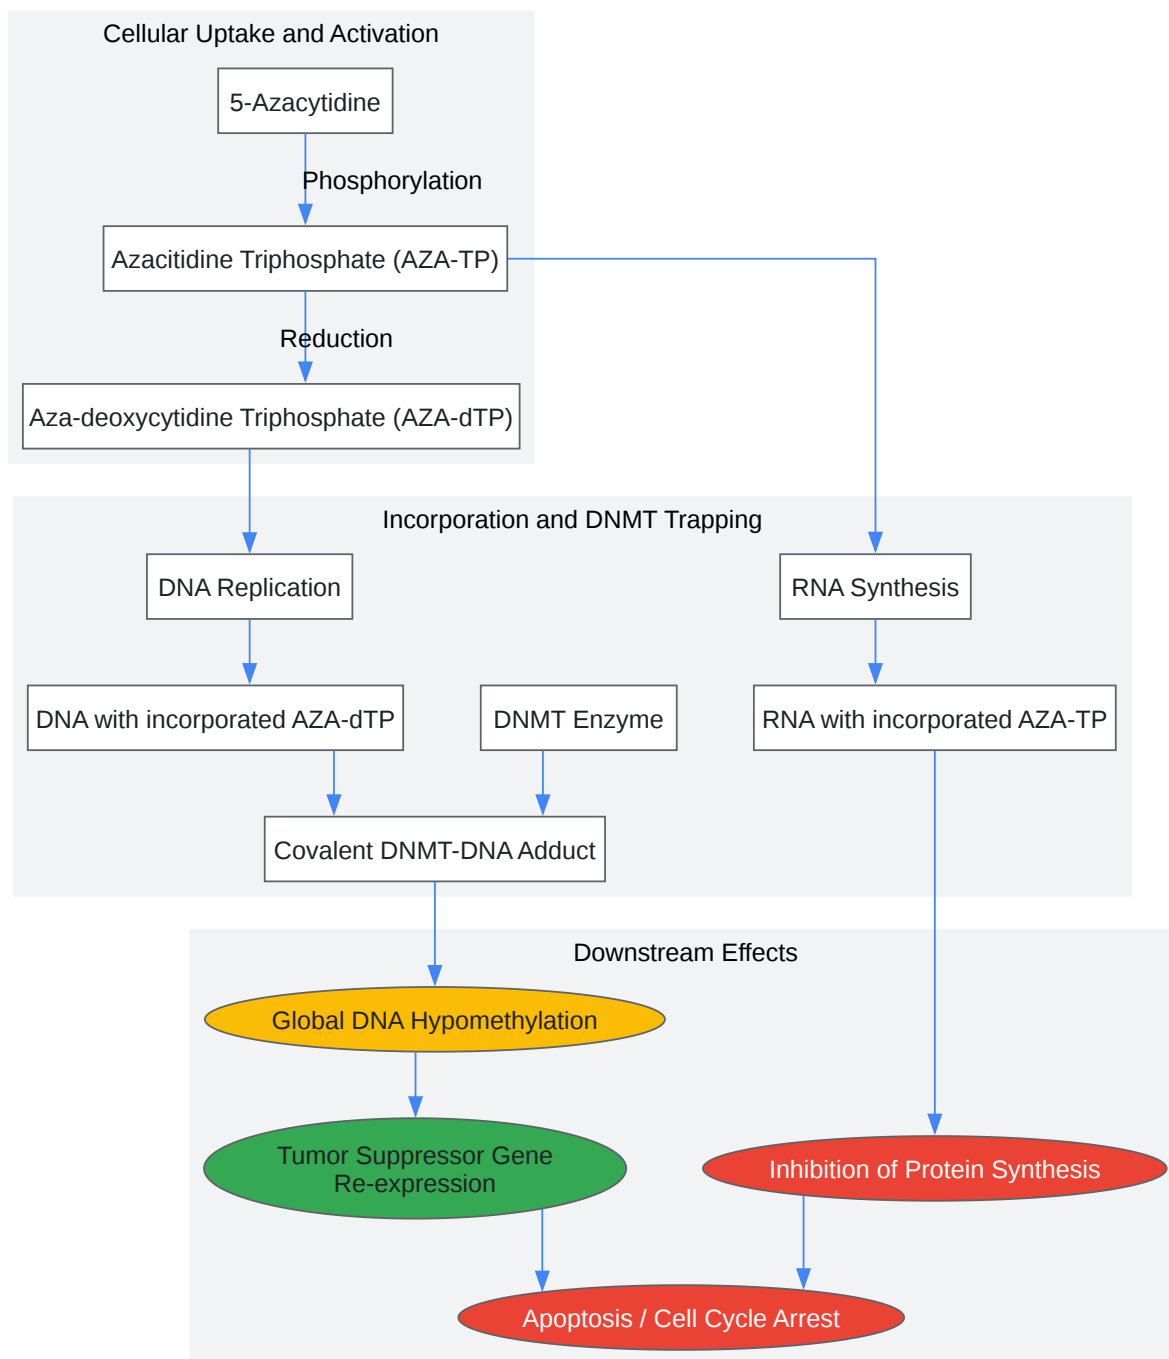 Cellular Uptake and Activation
5-Azacytidine
Phosphorylation
Azacitidine Triphosphate (AZA-TP)
Reduction
Aza-deoxycytidine Triphosphate (AZA-dTP)
Incorporation and DNMT Trapping
DNA Replication
RNA Synthesis
DNA with incorporated AZA-dTP
DNMT Enzyme
RNA with incorporated AZA-TP
Covalent DNMT-DNA Adduct
Downstream Effects
Global DNA Hypomethylation
Tumor Suppressor Gene
Re-expression
Inhibition of Protein Synthesis
Apoptosis / Cell Cycle Arrest